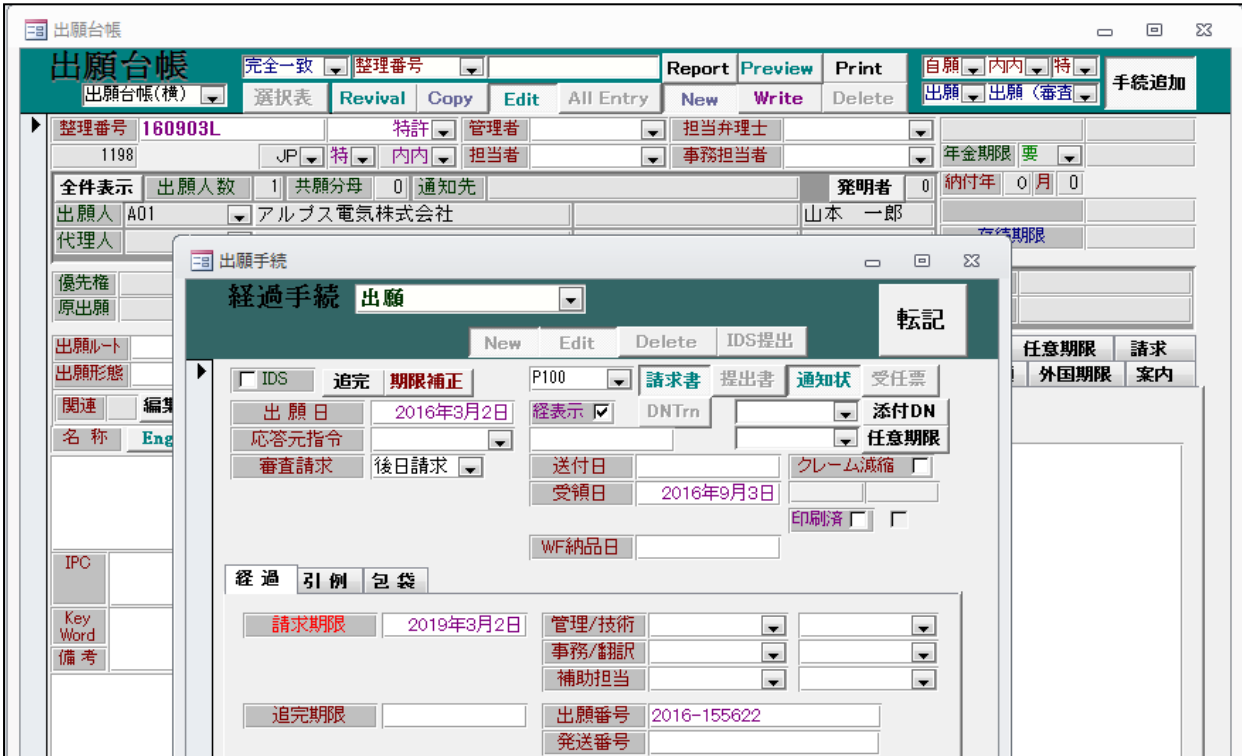 出願台帳
出願台帳 完全一致 整理番号 Report Preview Print 自願 内内 特 手続追加
出願台帳(横) 選択表 Revival Copy Edit All Entry New Write Delete 出願 出願(審査
整理番号 160903L 特許 管理者 担当弁理士
1198 JP 特 内内 担当者 事務担当者 年金期限 要
全件表示 出願人数 1 共願分母 0 通知先 発明者 0 納付年 0 月 0
出願人 A01 アルプス電気株式会社 山本 一郎
代理人 存続期限
優先権
原出願
出願ルート 任意期限 請求
出願形態 外国期限 案内
関連
名称 Eng
IPC
Key
Word
備考
出願手続
経過手続 出願 転記
New Edit Delete IDS提出
IDS 追完 期限補正 P100 請求書 提出書 通知状 受任票
出願日 2016年3月2日 経表示 DNTrn 添付DN
応答元指令 任意期限
審査請求 後日請求 送付日 クレーム減縮
受領日 2016年9月3日
印刷済
WF納品日
経過 引例 包袋
請求期限 2019年3月2日 管理/技術
事務/翻訳
補助担当
追完期限 出願番号 2016-155622
発送番号